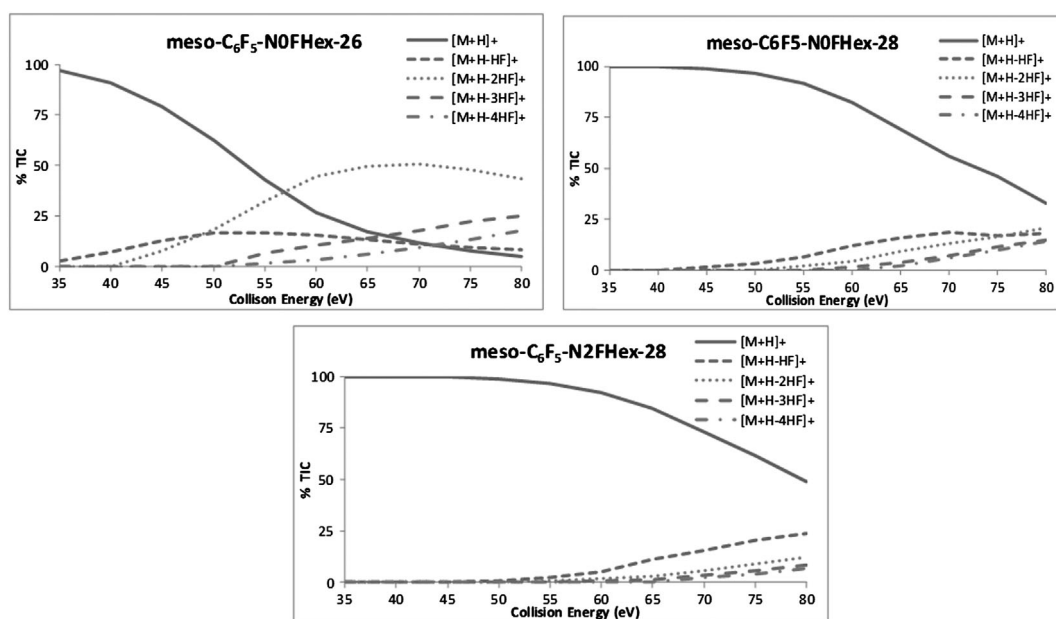 meso-C₆F₅-N0FHex-26
[M+H]+
[M+H-HF]+
[M+H-2HF]+
[M+H-3HF]+
[M+H-4HF]+
% TIC
100
75
50
25
0
35 40 45 50 55 60 65 70 75 80
Collison Energy (eV)
meso-C6F5-N0FHex-28
[M+H]+
[M+H-HF]+
[M+H-2HF]+
[M+H-3HF]+
[M+H-4HF]+
% TIC
100
75
50
25
0
35 40 45 50 55 60 65 70 75 80
Collision Energy (eV)
meso-C₆F₅-N2FHex-28
[M+H]+
[M+H-HF]+
[M+H-2HF]+
[M+H-3HF]+
[M+H-4HF]+
% TIC
100
75
50
25
0
35 40 45 50 55 60 65 70 75 80
Collision Energy (eV)